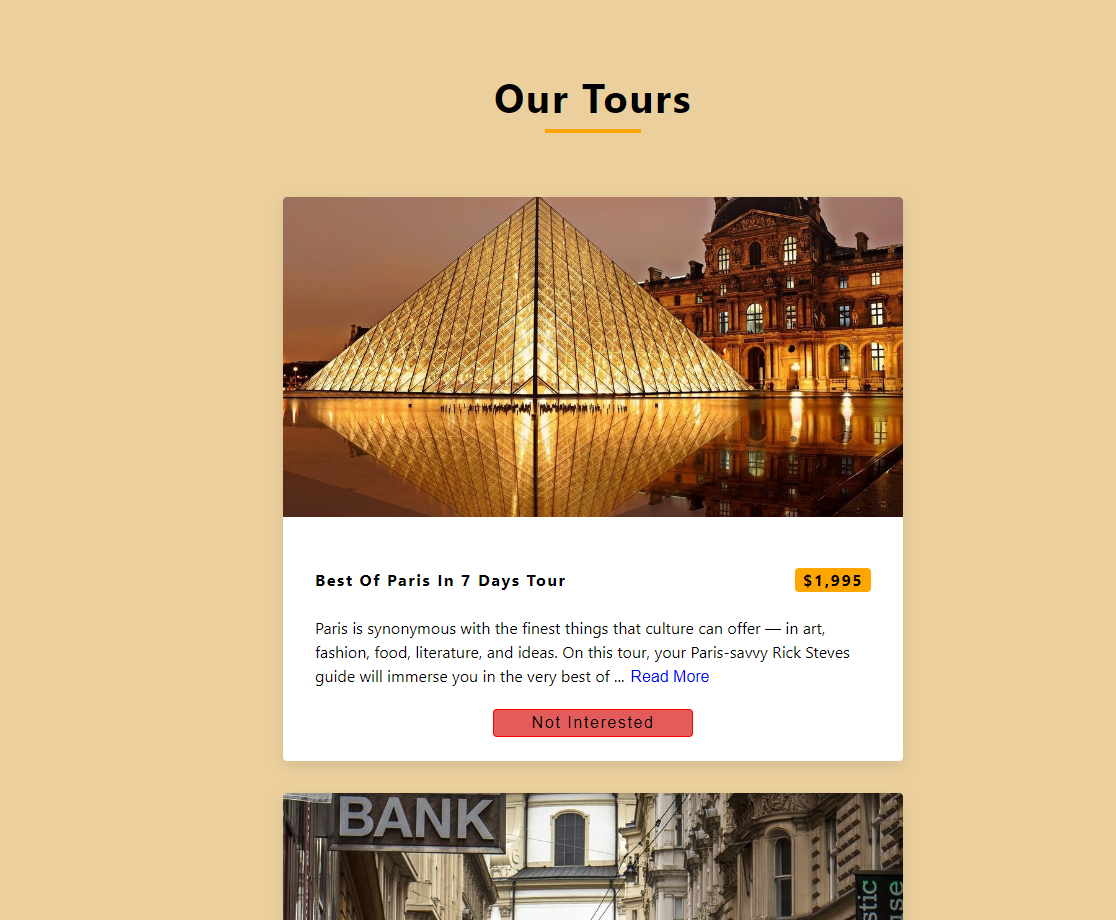 Our Tours
Best Of Paris In 7 Days Tour
$1,995
Paris is synonymous with the finest things that culture can offer — in art,
fashion, food, literature, and ideas. On this tour, your Paris-savvy Rick Steves
guide will immerse you in the very best of ... Read More
Not Interested
BANK